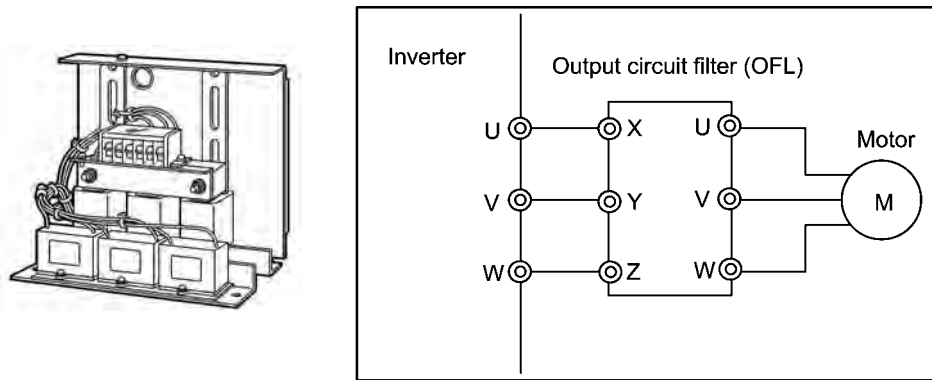 Inverter
Output circuit filter (OFL)
U
X
U
Motor
V
Y
V
M
W
Z
W